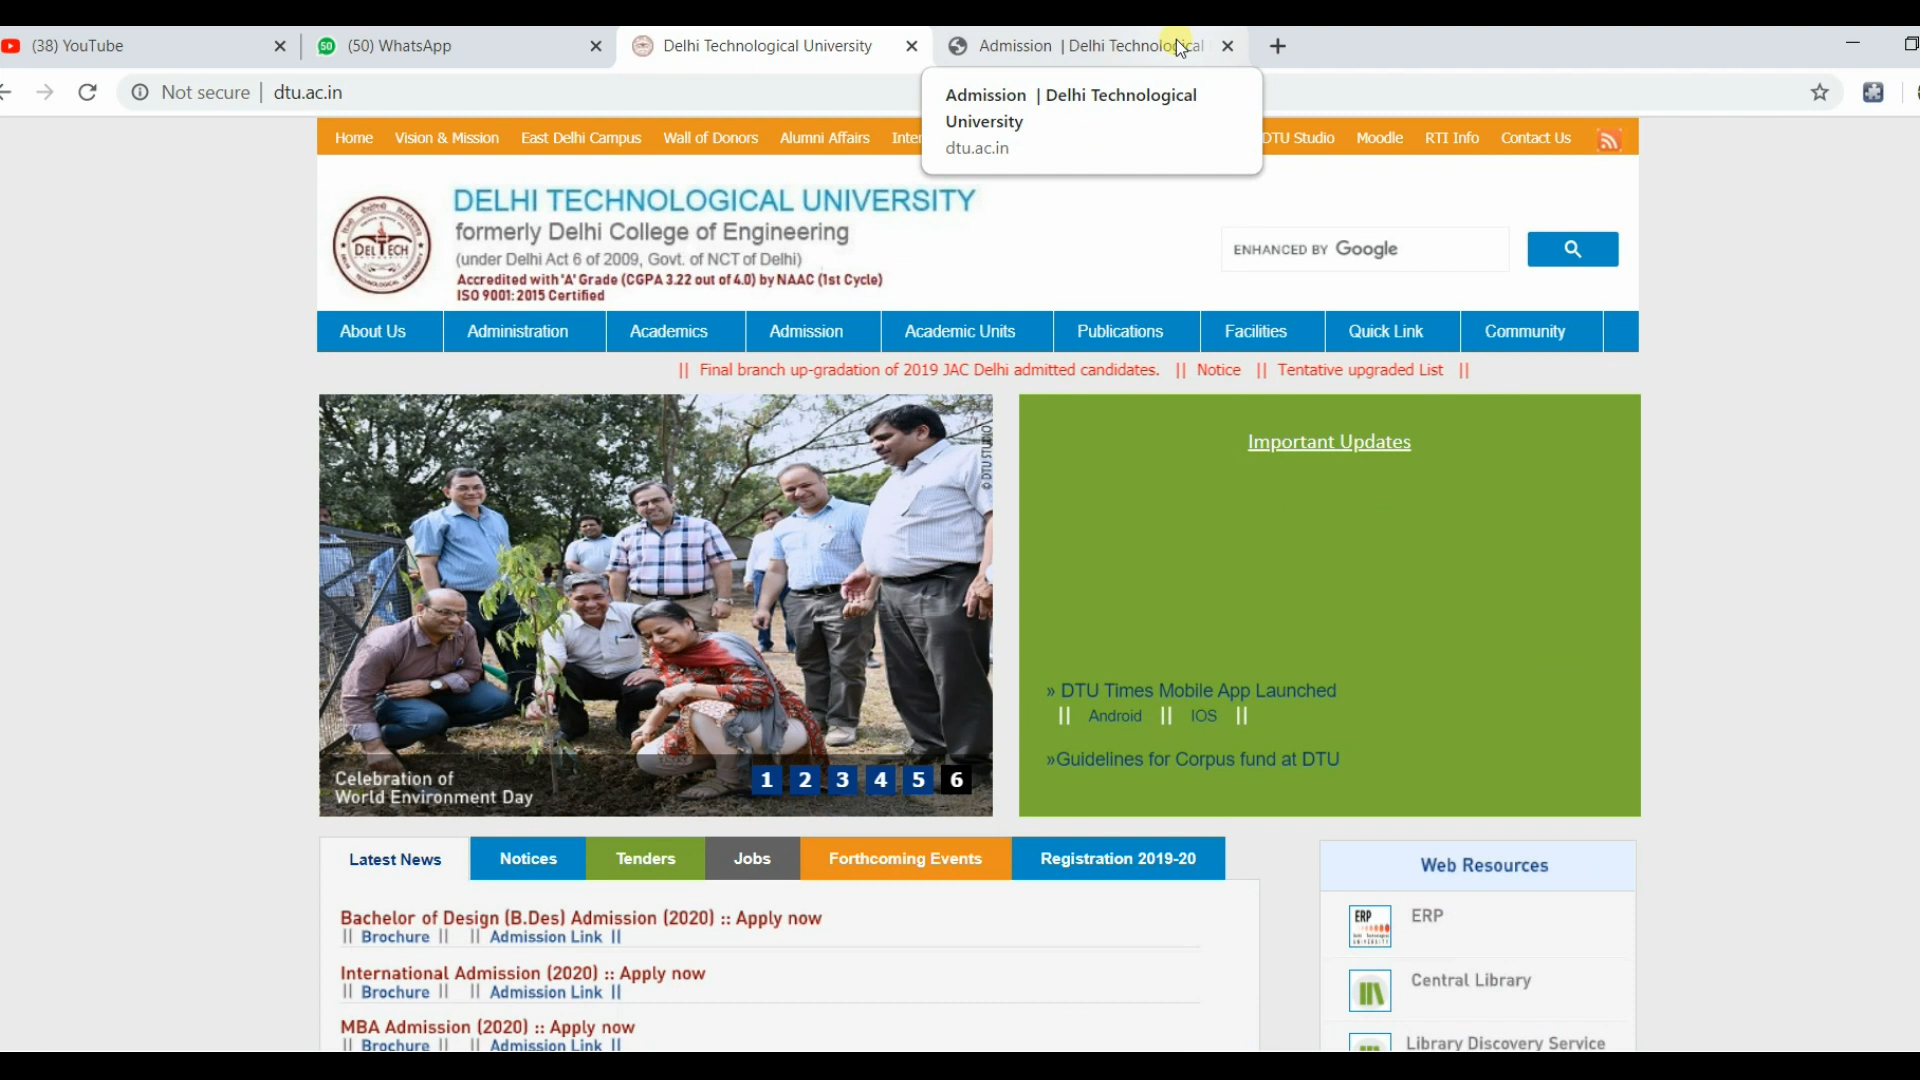 (38) YouTube
(50) WhatsApp
Delhi Technological University
Admission | Delhi Technological
Not secure | dtu.ac.in
Admission | Delhi Technological
University
dtu.ac.in
Home Vision & Mission East Delhi Campus Wall of Donors Alumni Affairs DTU Studio Moodle RTI Info Contact Us
DELTECH
DELHI TECHNOLOGICAL UNIVERSITY
formerly Delhi College of Engineering
(under Delhi Act 6 of 2009, Govt. of NCT of Delhi)
Accredited with 'A' Grade (CGPA 3.22 out of 4.0) by NAAC (1st Cycle)
ISO 9001:2015 Certified
ENHANCED BY Google
About Us Administration Academics Admission Academic Units Publications Facilities Quick Link Community
|| Final branch up-gradation of 2019 JAC Delhi admitted candidates. || Notice || Tentative upgraded List ||
© DTU STUDIO
Celebration of
World Environment Day
1 2 3 4 5 6
Important Updates
» DTU Times Mobile App Launched
|| Android || IOS ||
»Guidelines for Corpus fund at DTU
Latest News Notices Tenders Jobs Forthcoming Events Registration 2019-20
Bachelor of Design (B.Des) Admission (2020) :: Apply now
|| Brochure || || Admission Link ||
International Admission (2020) :: Apply now
|| Brochure || || Admission Link ||
MBA Admission (2020) :: Apply now
|| Brochure || || Admission Link ||
Web Resources
ERP ERP
Central Library
Library Discovery Service